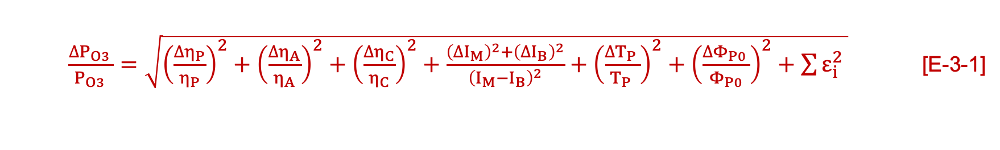 ΔP_O3/P_O3 = √((Δη_P/η_P)² + (Δη_A/η_A)² + (Δη_C/η_C)² + ((ΔI_M)²+(ΔI_B)²)/(I_M−I_B)² + (ΔT_P/T_P)² + (ΔΦ_P0/Φ_P0)² + ∑ ε_i²) [E-3-1]